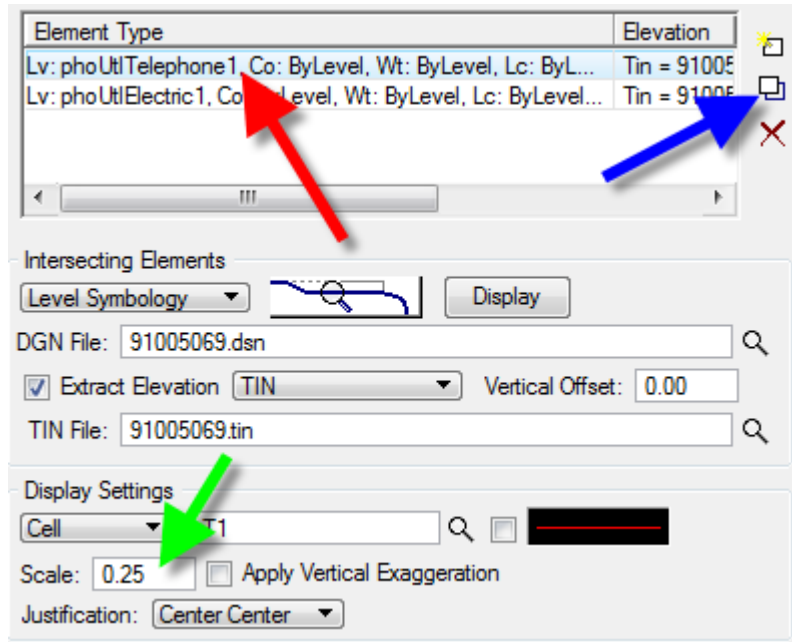 Element Type Elevation
Lv: phoUtlTelephone1, Co: ByLevel, Wt: ByLevel, Lc: ByL... Tin = 91005
Lv: phoUtlElectric1, Level, Wt: ByLevel, Lc: ByLevel... Tin =
Intersecting Elements
Level Symbology Display
DGN File: 91005069.dsn
Extract Elevation TIN Vertical Offset: 0.00
TIN File: 91005069.tin
Display Settings
Cell T1
Scale: 0.25 Apply Vertical Exaggeration
Justification: Center Center